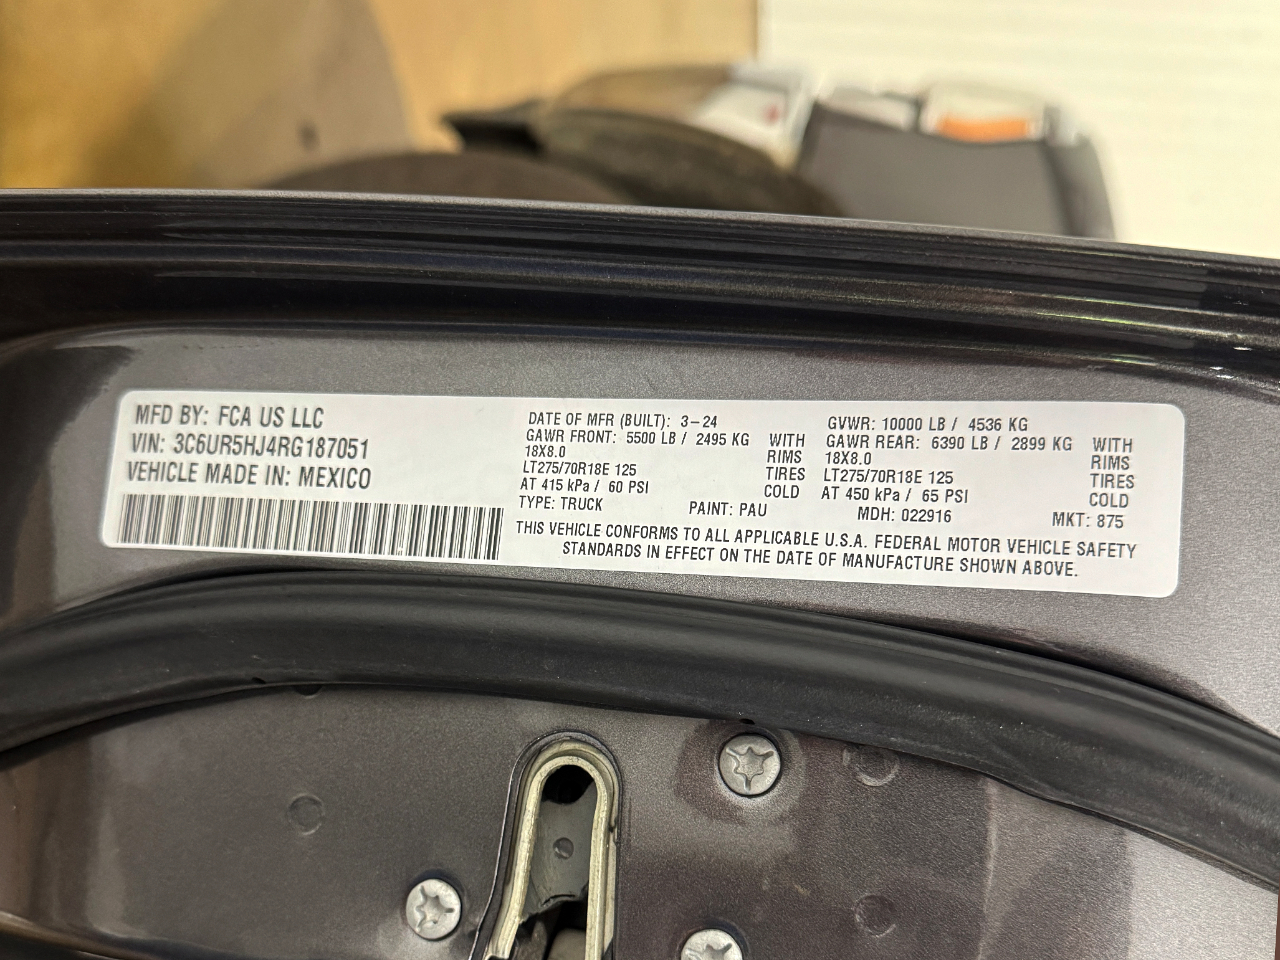 MFD BY: FCA US LLC
VIN: 3C6UR5HJ4RG187051
VEHICLE MADE IN: MEXICO
DATE OF MFR (BUILT): 3-24
GAWR FRONT: 5500 LB / 2495 KG WITH
18X8.0 RIMS
LT275/70R18E 125 TIRES
AT 415 kPa / 60 PSI COLD
TYPE: TRUCK PAINT: PAU
GVWR: 10000 LB / 4536 KG
GAWR REAR: 6390 LB / 2899 KG WITH
18X8.0 RIMS
LT275/70R18E 125 TIRES
AT 450 kPa / 65 PSI COLD
MDH: 022916 MKT: 875
THIS VEHICLE CONFORMS TO ALL APPLICABLE U.S.A. FEDERAL MOTOR VEHICLE SAFETY
STANDARDS IN EFFECT ON THE DATE OF MANUFACTURE SHOWN ABOVE.